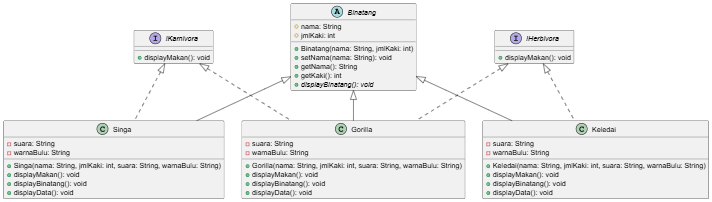 A Binatang
nama: String
jmlKaki: int
Binatang(nama: String, jmlKaki: int)
setNama(nama: String): void
getNama(): String
getKaki(): int
displayBinatang(): void
I IKarnivora
displayMakan(): void
I IHerbivora
displayMakan(): void
C Singa
suara: String
warnaBulu: String
Singa(nama: String, jmlKaki: int, suara: String, warnaBulu: String)
displayMakan(): void
displayBinatang(): void
displayData(): void
C Gorilla
suara: String
warnaBulu: String
Gorilla(nama: String, jmlKaki: int, suara: String, warnaBulu: String)
displayMakan(): void
displayBinatang(): void
displayData(): void
C Keledai
suara: String
warnaBulu: String
Keledai(nama: String, jmlKaki: int, suara: String, warnaBulu: String)
displayMakan(): void
displayBinatang(): void
displayData(): void